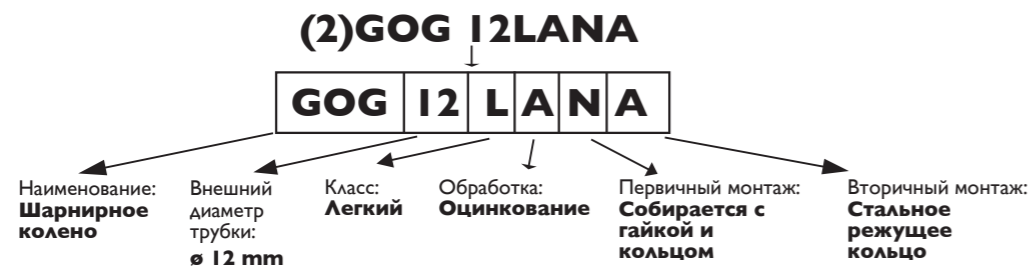 (2)GOG 12LANA
GOG 12 L A N A
Наименование:
Шарнирное
колено
Внешний
диаметр
трубки:
ø 12 mm
Класс:
Легкий
Обработка:
Оцинкование
Первичный монтаж:
Собирается с
гайкой и
кольцом
Вторичный монтаж:
Стальное
режущее
кольцо